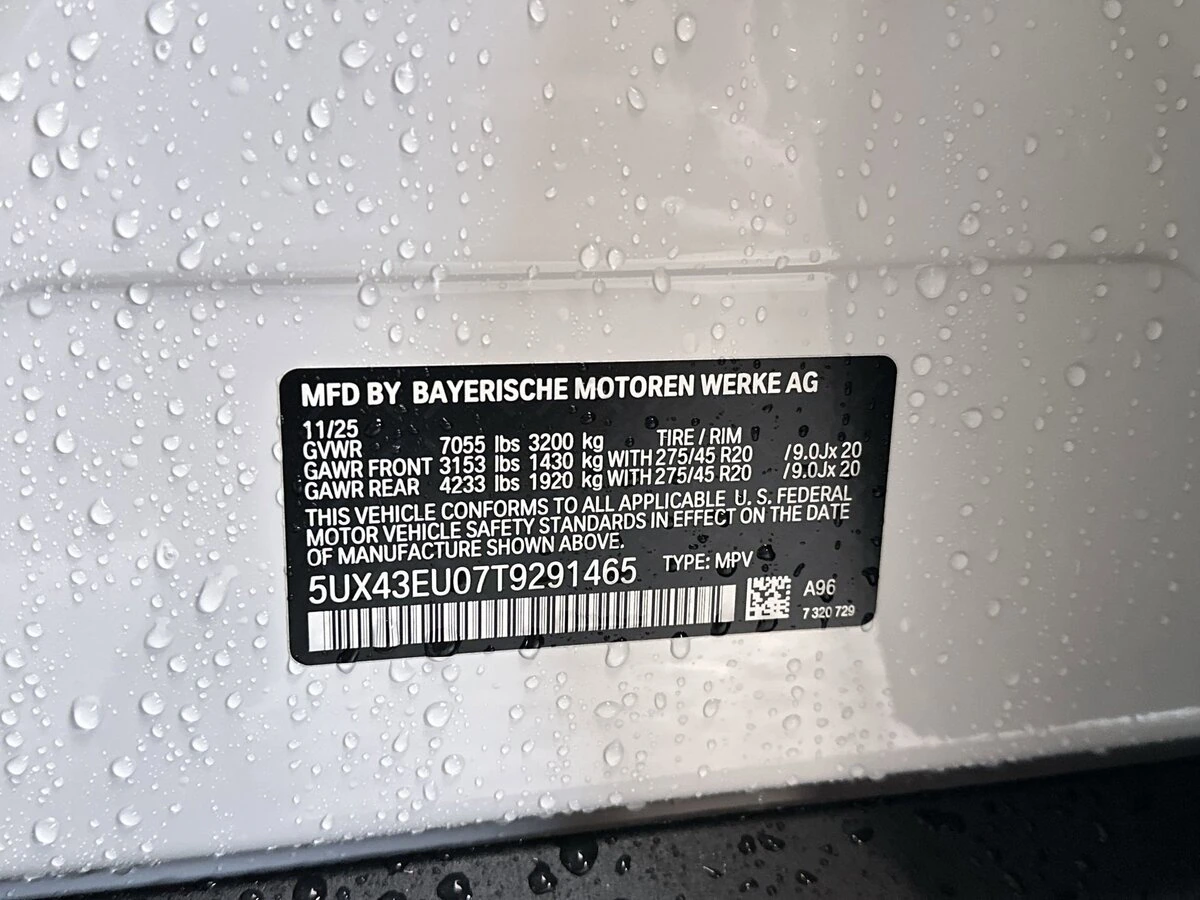 MFD BY BAYERISCHE MOTOREN WERKE AG
11/25
TIRE / RIM
GVWR 7055 lbs 3200 kg
GAWR FRONT 3153 lbs 1430 kg WITH 275/45 R20 /9.0Jx 20
GAWR REAR 4233 lbs 1920 kg WITH 275/45 R20 /9.0Jx 20
THIS VEHICLE CONFORMS TO ALL APPLICABLE U. S. FEDERAL
MOTOR VEHICLE SAFETY STANDARDS IN EFFECT ON THE DATE
OF MANUFACTURE SHOWN ABOVE.
5UX43EU07T9291465 TYPE: MPV
A96
7 320 729